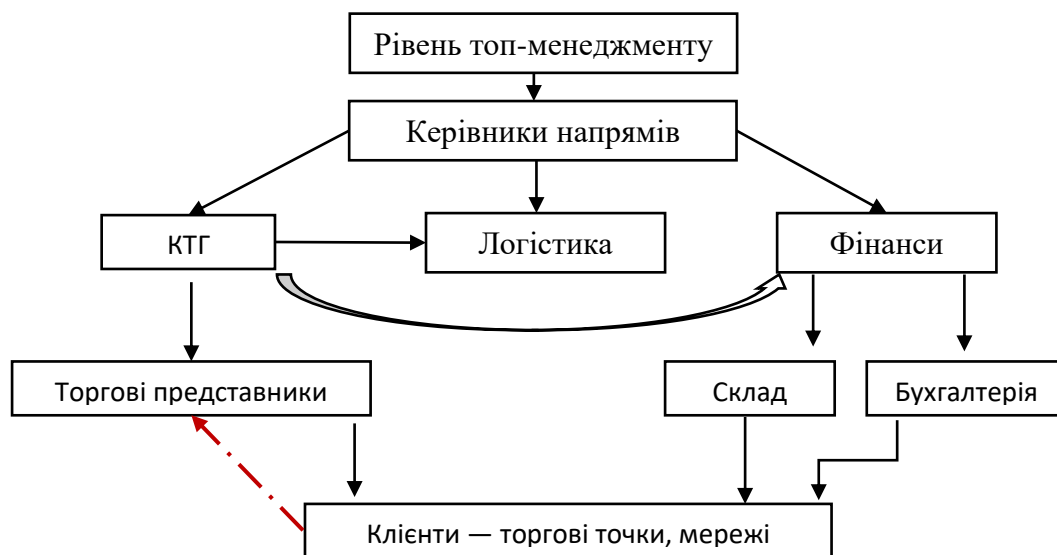 Рівень топ-менеджменту
Керівники напрямів
КТГ
Логістика
Фінанси
Торгові представники
Склад
Бухгалтерія
Клієнти — торгові точки, мережі